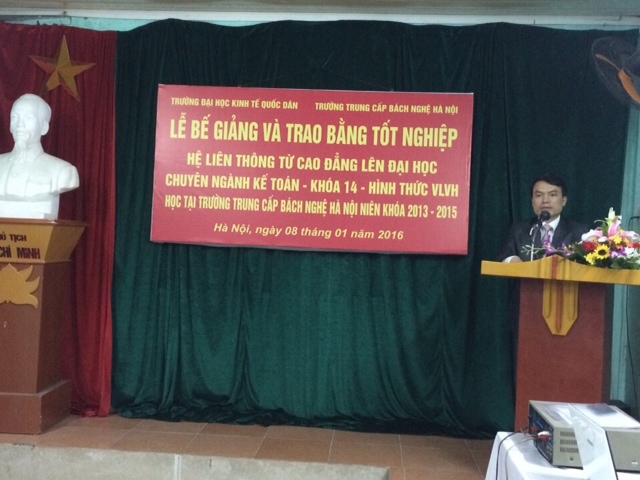 TRƯỜNG ĐẠI HỌC KINH TẾ QUỐC DÂN TRƯỜNG TRUNG CẤP BÁCH NGHỆ HÀ NỘI
LỄ BẾ GIẢNG VÀ TRAO BẰNG TỐT NGHIỆP
HỆ LIÊN THÔNG TỪ CAO ĐẲNG LÊN ĐẠI HỌC
CHUYÊN NGÀNH KẾ TOÁN - KHÓA 14 - HÌNH THỨC VLVH
HỌC TẠI TRƯỜNG TRUNG CẤP BÁCH NGHỆ HÀ NỘI NIÊN KHÓA 2013 - 2015
Hà Nội, ngày 08 tháng 01 năm 2016
Ủ TỊCH
CHÍ MINH